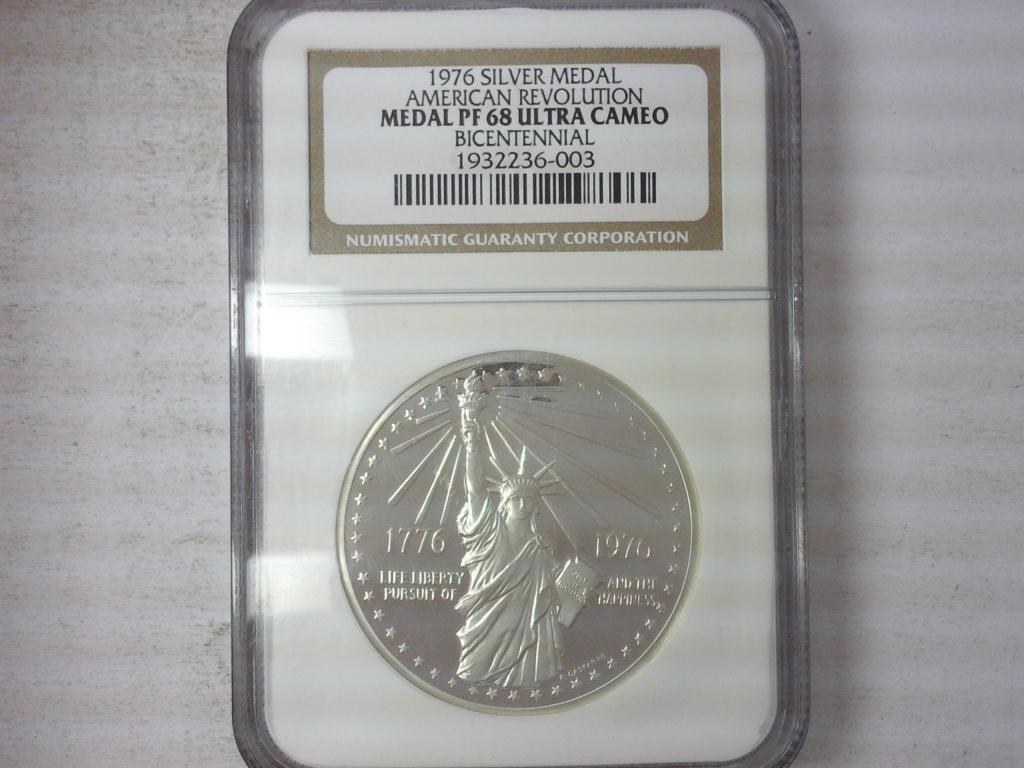 1976 SILVER MEDAL
AMERICAN REVOLUTION
MEDAL PF 68 ULTRA CAMEO
BICENTENNIAL
1932236-003
NUMISMATIC GUARANTY CORPORATION
1776 1976
LIFE LIBERTY AND THE
PURSUIT OF HAPPINESS